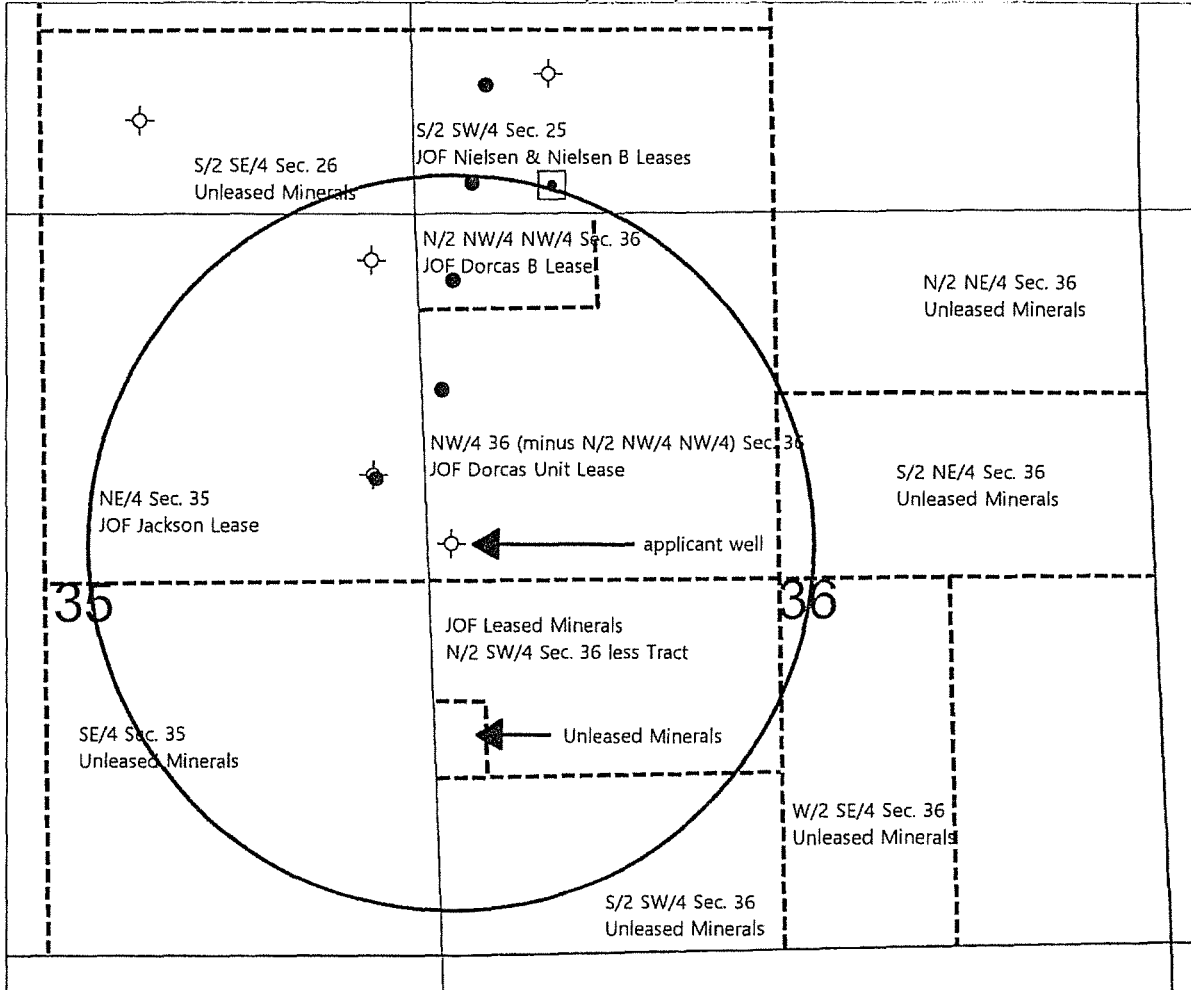 S/2 SW/4 Sec. 25
JOF Nielsen & Nielsen B Leases
S/2 SE/4 Sec. 26
Unleased Minerals
N/2 NW/4 NW/4 Sec. 36
JOF Dorcas B Lease
N/2 NE/4 Sec. 36
Unleased Minerals
NW/4 36 (minus N/2 NW/4 NW/4) Sec. 36
JOF Dorcas Unit Lease
S/2 NE/4 Sec. 36
Unleased Minerals
NE/4 Sec. 35
JOF Jackson Lease
applicant well
35
36
JOF Leased Minerals
N/2 SW/4 Sec. 36 less Tract
SE/4 Sec. 35
Unleased Minerals
Unleased Minerals
W/2 SE/4 Sec. 36
Unleased Minerals
S/2 SW/4 Sec. 36
Unleased Minerals